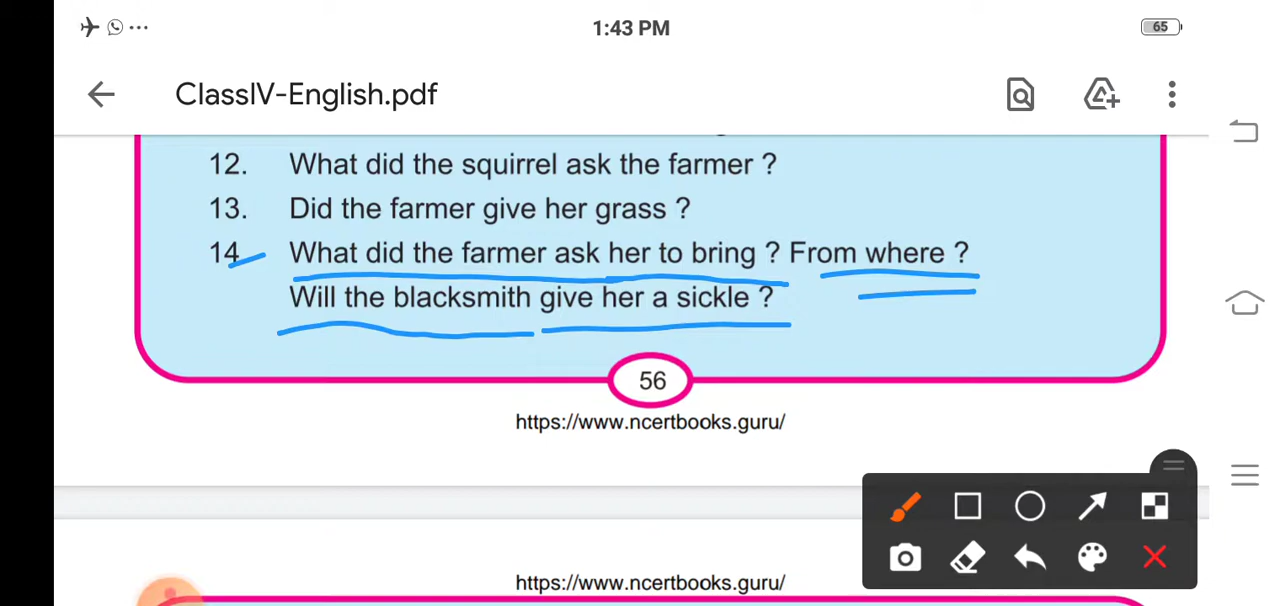 1:43 PM
65
ClassIV-English.pdf
12. What did the squirrel ask the farmer ?
13. Did the farmer give her grass ?
14 What did the farmer ask her to bring ? From where ?
Will the blacksmith give her a sickle ?
56
https://www.ncertbooks.guru/
https://www.ncertbooks.guru/